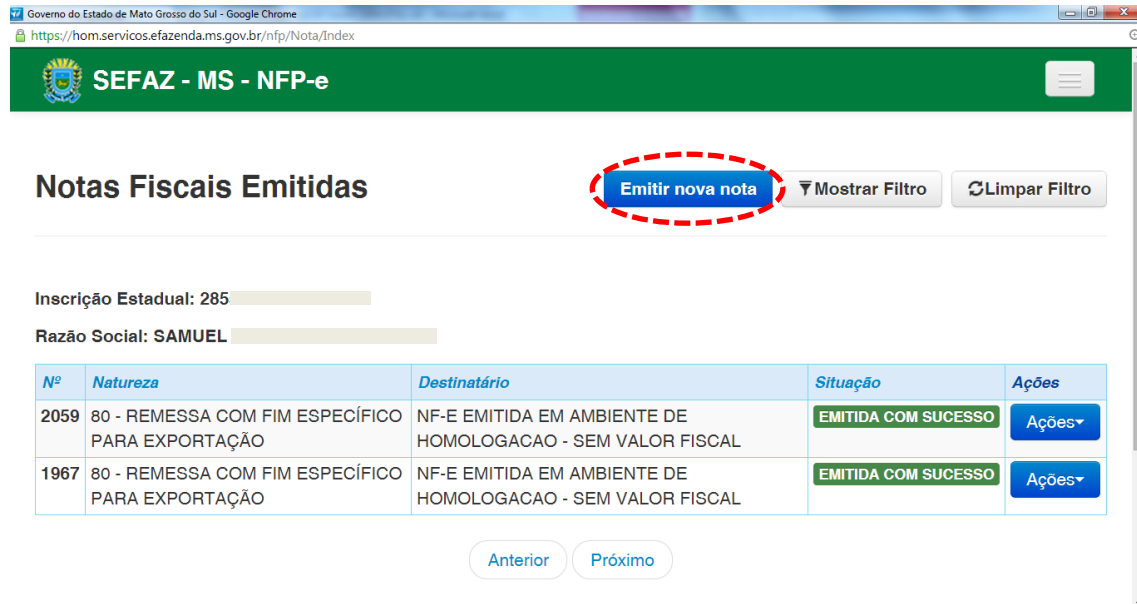 Governo do Estado de Mato Grosso do Sul - Google Chrome
https://hom.servicos.efazenda.ms.gov.br/nfp/Nota/Index
SEFAZ - MS - NFP-e
Notas Fiscais Emitidas
Emitir nova nota
Mostrar Filtro
Limpar Filtro
Inscrição Estadual: 285
Razão Social: SAMUEL
Nº Natureza Destinatário Situação Ações
2059 80 - REMESSA COM FIM ESPECÍFICO NF-E EMITIDA EM AMBIENTE DE EMITIDA COM SUCESSO Ações
PARA EXPORTAÇÃO HOMOLOGACAO - SEM VALOR FISCAL
1967 80 - REMESSA COM FIM ESPECÍFICO NF-E EMITIDA EM AMBIENTE DE EMITIDA COM SUCESSO Ações
PARA EXPORTAÇÃO HOMOLOGACAO - SEM VALOR FISCAL
Anterior Próximo